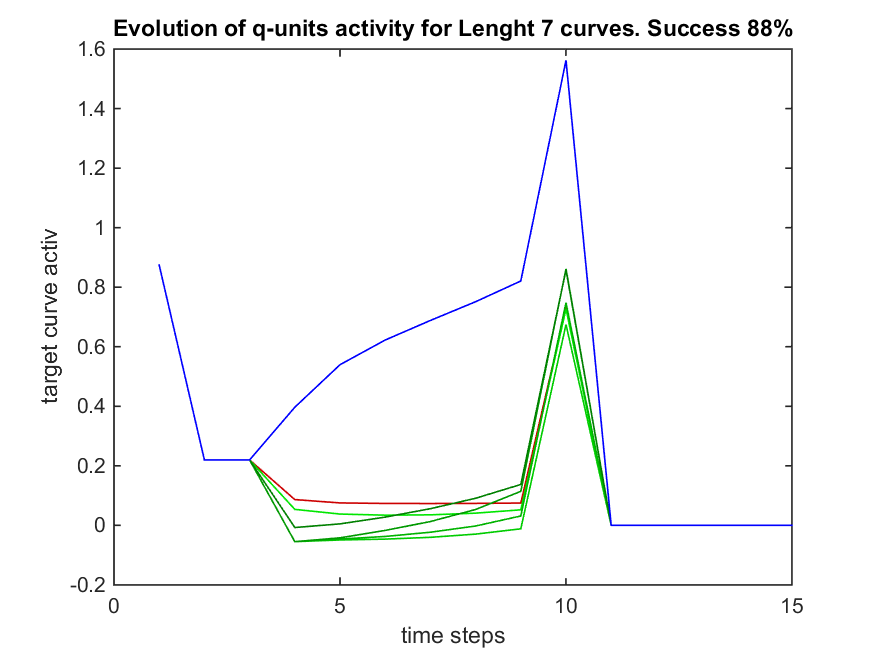 Evolution of q-units activity for Lenght 7 curves. Success 88%
1.6
1.4
1.2
1
0.8
0.6
0.4
0.2
0
-0.2
target curve activ
0 5 10 15
time steps